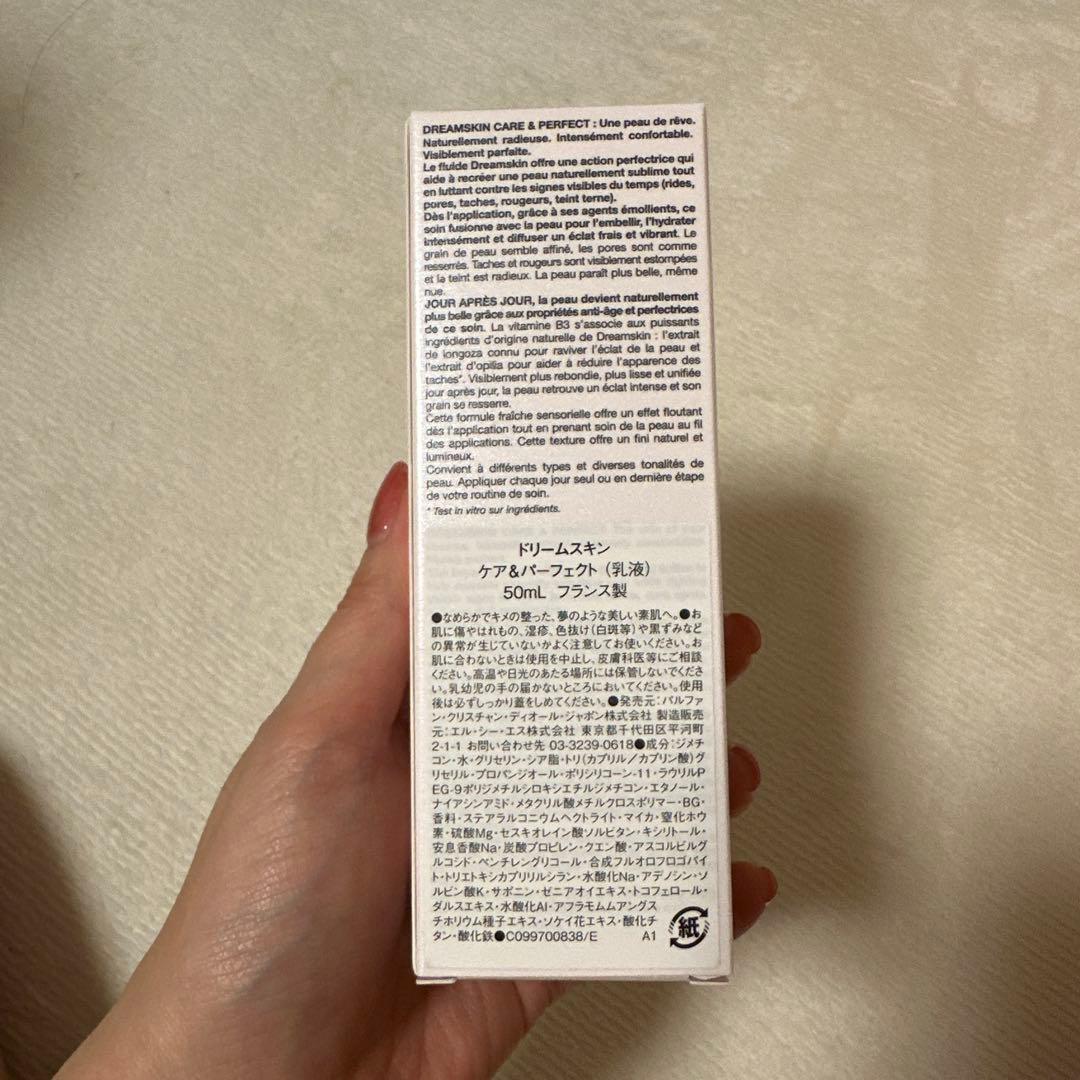 DREAMSKIN CARE & PERFECT : Une peau de rêve.
Naturellement radieuse. Intensément confortable.
Visiblement parfaite.
Le fluide Dreamskin offre une action perfectrice qui
aide à recréer une peau naturellement sublime tout
en luttant contre les signes visibles du temps (rides,
pores, taches, rougeurs, teint terne).
Dès l'application, grâce à ses agents émollients, ce
soin fusionne avec la peau pour l'embellir, l'hydrater
intensément et diffuser un éclat frais et vibrant. Le
grain de peau semble affiné, les pores sont comme
resserrés. Taches et rougeurs sont visiblement estompées
et le teint est radieux. La peau paraît plus belle, même
nue.
JOUR APRÈS JOUR, la peau devient naturellement
plus belle grâce aux propriétés anti-âge et perfectrices
de ce soin. La vitamine B3 s'associe aux puissants
ingrédients d'origine naturelle de Dreamskin : l'extrait
de longoza connu pour raviver l'éclat de la peau et
l'extrait d'opilia pour aider à réduire l'apparence des
taches*. Visiblement plus rebondie, plus lisse et unifiée
jour après jour, la peau retrouve un éclat intense et son
grain se resserre.
Cette formule fraîche sensorielle offre un effet floutant
dès l'application tout en prenant soin de la peau au fil
des applications. Cette texture offre un fini naturel et
lumineux.
Convient à différents types et diverses tonalités de
peau. Appliquer chaque jour seul ou en dernière étape
de votre routine de soin.
* Test in vitro sur ingrédients.
ドリームスキン
ケア&パーフェクト（乳液）
50mL フランス製
●なめらかでキメの整った、夢のような美しい素肌へ。●お
肌に傷やはれもの、湿疹、色抜け(白斑等)や黒ずみなど
の異常が生じていないかよく注意してお使いください。お
肌に合わないときは使用を中止し、皮膚科医等にご相談
ください。高温や日光のあたる場所には保管しないでくださ
い。乳幼児の手の届かないところにおいてください。使用
後は必ずしっかり蓋をしめてください。●発売元：パルファ
ン・クリスチャン・ディオール・ジャポン株式会社 製造販売
元：エル・シー・エス株式会社 東京都千代田区平河町
2-1-1 お問い合わせ先 03-3239-0618●成分：ジメチ
コン・水・グリセリン・シア脂・トリ(カプリル／カプリン酸)グ
リセリル・プロパンジオール・ポリシリコーン-11・ラウリルP
EG-9ポリジメチルシロキシエチルジメチコン・エタノール・
ナイアシンアミド・メタクリル酸メチルクロスポリマー・BG・
香料・ステアラルコニウムヘクトライト・マイカ・窒化ホウ
素・硫酸Mg・セスキオレイン酸ソルビタン・キシリトール・
安息香酸Na・炭酸プロピレン・クエン酸・アスコルビルグ
ルコシド・ペンチレングリコール・合成フルオロフロゴパイ
ト・トリエトキシカプリリルシラン・水酸化Na・アデノシン・ソ
ルビン酸K・サポニン・ゼニアオイエキス・トコフェロール・
ダルスエキス・水酸化Al・アフラモムムアングス
チホリウム種子エキス・ソケイ花エキス・酸化チ
タン・酸化鉄●C099700838/E A1
紙